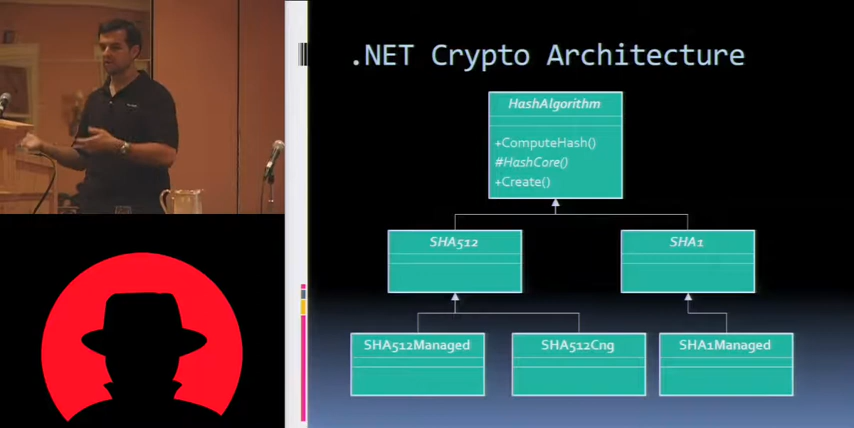 .NET Crypto Architecture
HashAlgorithm
+ComputeHash()
#HashCore()
+Create()
SHA512
SHA1
SHA512Managed
SHA512Cng
SHA1Managed